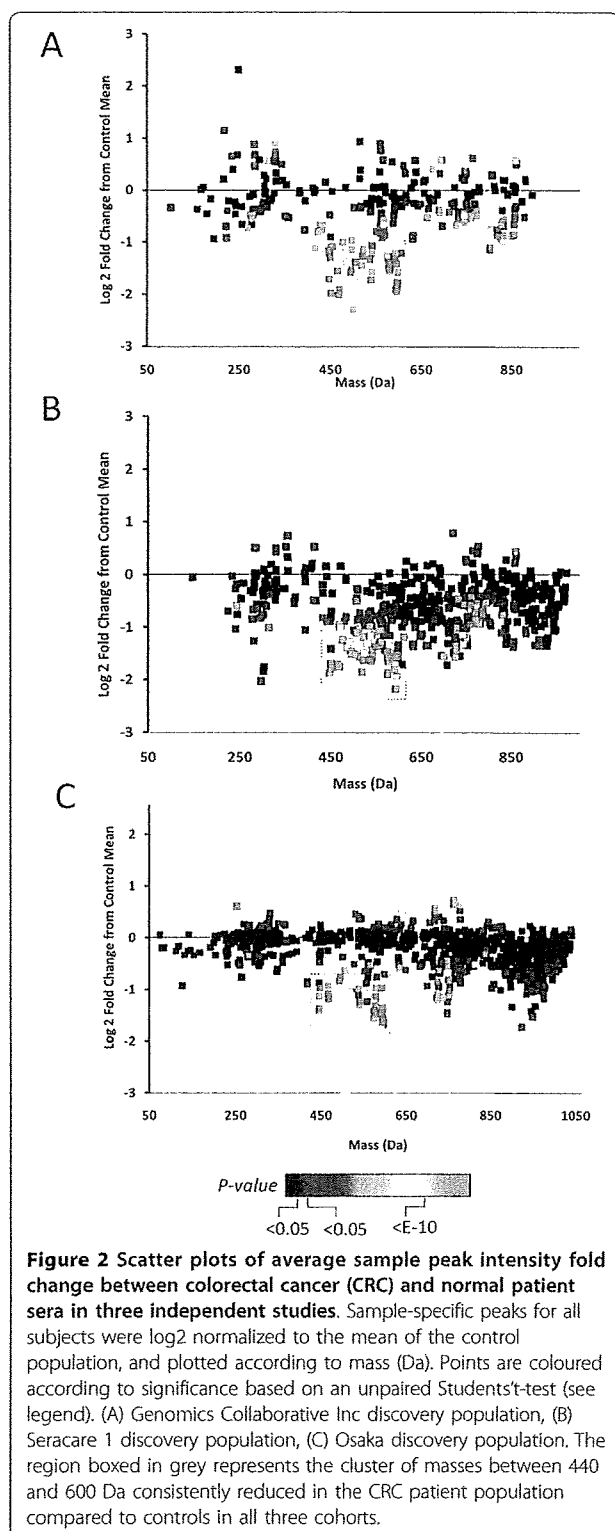 A
3
2
1
0
-1
-2
-3
Log 2 Fold Change from Control Mean
50 250 450 650 850
Mass (Da)
B
3
2
1
0
-1
-2
-3
Log 2 Fold Change from Control Mean
50 250 450 650 850
Mass (Da)
C
2
1
0
-1
-2
-3
Log 2 Fold Change from Control Mean
50 250 450 650 850 1050
Mass (Da)
P-value
<0.05 <0.05 <E-10
Figure 2 Scatter plots of average sample peak intensity fold
change between colorectal cancer (CRC) and normal patient
sera in three independent studies. Sample-specific peaks for all
subjects were log2 normalized to the mean of the control
population, and plotted according to mass (Da). Points are coloured
according to significance based on an unpaired Students't-test (see
legend). (A) Genomics Collaborative Inc discovery population, (B)
Seracare 1 discovery population, (C) Osaka discovery population. The
region boxed in grey represents the cluster of masses between 440
and 600 Da consistently reduced in the CRC patient population
compared to controls in all three cohorts.